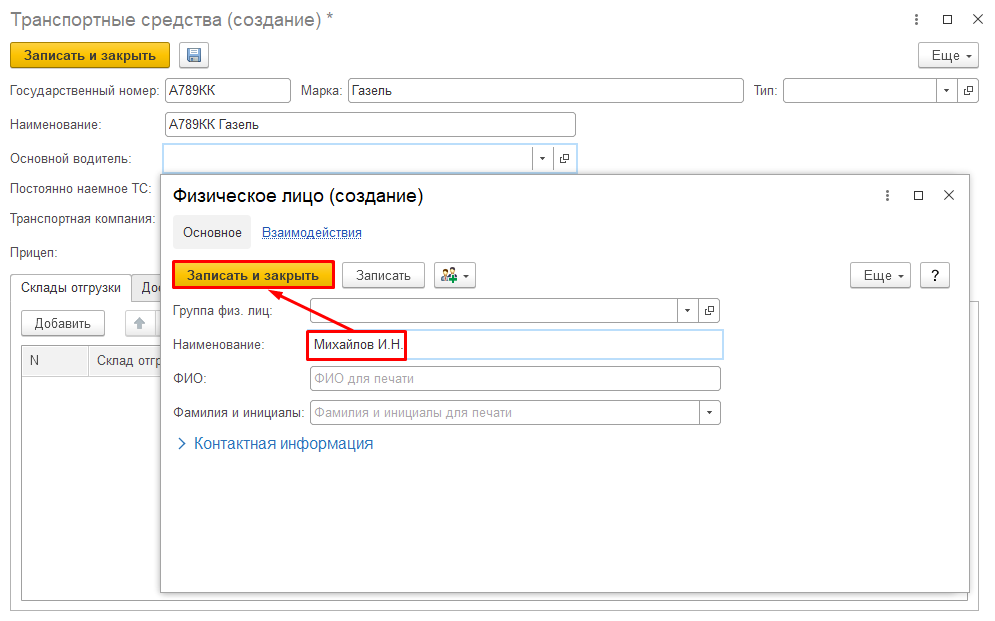 Транспортные средства (создание) *
Записать и закрыть Еще
Государственный номер: А789КК Марка: Газель Тип:
Наименование: А789КК Газель
Основной водитель:
Постоянно наемное ТС:
Транспортная компания:
Прицеп:
Склады отгрузки До
Добавить
N Склад отг
Физическое лицо (создание)
Основное Взаимодействия
Записать и закрыть Записать Еще ?
Группа физ. лиц:
Наименование: Михайлов И.Н.
ФИО: ФИО для печати
Фамилия и инициалы: Фамилия и инициалы для печати
Контактная информация